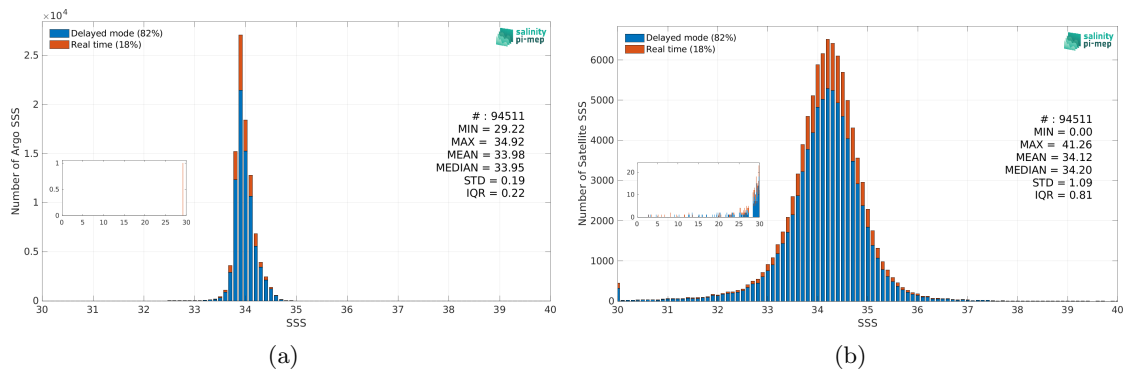 ×10^4
Delayed mode (82%)
Real time (18%)
salinity
pi-mep
# : 94511
MIN = 29.22
MAX = 34.92
MEAN = 33.98
MEDIAN = 33.95
STD = 0.19
IQR = 0.22
Number of Argo SSS
2.5
2
1.5
1
0.5
0
1
0.5
0
0 5 10 15 20 25 30
30 31 32 33 34 35 36 37 38 39 40
SSS
(a)
Delayed mode (82%)
Real time (18%)
salinity
pi-mep
# : 94511
MIN = 0.00
MAX = 41.26
MEAN = 34.12
MEDIAN = 34.20
STD = 1.09
IQR = 0.81
Number of Satellite SSS
6000
5000
4000
3000
2000
1000
0
20
10
0
0 5 10 15 20 25 30
30 31 32 33 34 35 36 37 38 39 40
SSS
(b)